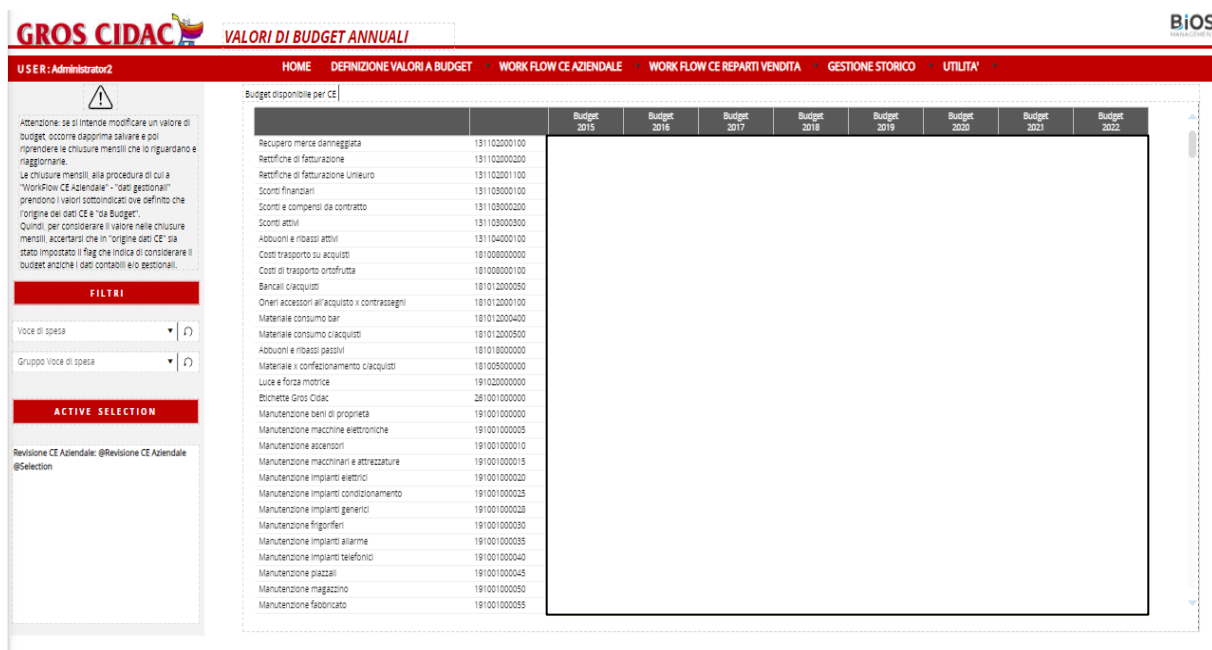 GROS CIDAC
VALORI DI BUDGET ANNUALI
BiOS
MANAGEMENT
USER: Administrator2
HOME DEFINIZIONE VALORI A BUDGET WORK FLOW CE AZIENDALE WORK FLOW CE REPARTI VENDITA GESTIONE STORICO UTILITA'
Attenzione: se si intende modificare un valore di
budget, occorre dapprima salvare e poi
riprendere le chiusure mensili che lo riguardano e
riaggiornarle.
Le chiusure mensili, alla procedura di cui a
"WorkFlow CE Aziendale" - "dati gestionali"
prendono i valori sottoindicati ove definito che
l'origine dei dati CE è "da Budget".
Quindi, per considerare il valore nelle chiusure
mensili, accertarsi che in "origine dati CE" sia
stato impostato il flag che indica di considerare il
budget anziché i dati contabili e/o gestionali.
FILTRI
Voce di spesa
Gruppo Voce di spesa
ACTIVE SELECTION
Revisione CE Aziendale: @Revisione CE Aziendale
@Selection
Budget disponibile per CE
Budget 2015 Budget 2016 Budget 2017 Budget 2018 Budget 2019 Budget 2020 Budget 2021 Budget 2022
Recupero merce danneggiata 131102000100
Rettifiche di fatturazione 131102000200
Rettifiche di fatturazione Unieuro 131102001100
Sconti finanziari 131103000100
Sconti e compensi da contratto 131103000200
Sconti attivi 131103000300
Abbuoni e ribassi attivi 131104000100
Costi trasporto su acquisti 181008000000
Costi di trasporto ortofrutta 181008000100
Bancali c/acquisti 181012000050
Oneri accessori all'acquisto x contrassegni 181012000100
Materiale consumo bar 181012000400
Materiale consumo c/acquisti 181012000500
Abbuoni e ribassi passivi 181018000000
Materiale x confezionamento c/acquisti 181005000000
Luce e forza motrice 191020000000
Etichette Gros Cidac 261001000000
Manutenzione beni di proprietà 191001000000
Manutenzione macchine elettroniche 191001000005
Manutenzione ascensori 191001000010
Manutenzione macchinari e attrezzature 191001000015
Manutenzione impianti elettrici 191001000020
Manutenzione impianti condizionamento 191001000025
Manutenzione impianti generici 191001000028
Manutenzione frigoriferi 191001000030
Manutenzione impianti allarme 191001000035
Manutenzione impianti telefonici 191001000040
Manutenzione piazzali 191001000045
Manutenzione magazzino 191001000050
Manutenzione fabbricato 191001000055